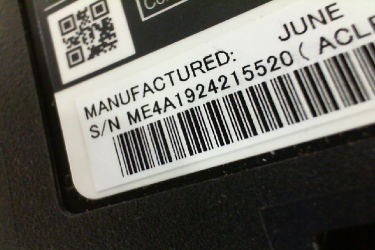 MANUFACTURED: JUNE
S/N ME4A1924215520 ( ACLE